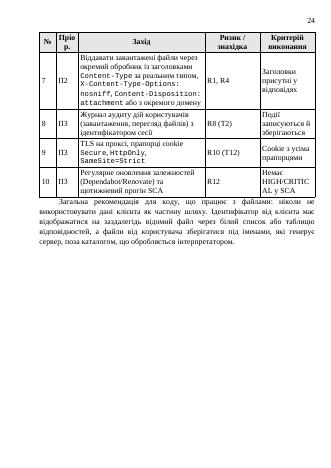 24
№ Пріор. Захід Ризик / знахідка Критерій виконання
7 П2 Віддавати завантажені файли через окремий обробник із заголовками Content-Type за реальним типом, X-Content-Type-Options: nosniff, Content-Disposition: attachment або з окремого домену R1, R4 Заголовки присутні у відповідях
8 П3 Журнал аудиту дій користувачів (завантаження, перегляд файлів) з ідентифікатором сесії R8 (T2) Події записуються й зберігаються
9 П3 TLS на проксі, прапорці cookie Secure, HttpOnly, SameSite=Strict R10 (T12) Cookie з усіма прапорцями
10 П3 Регулярне оновлення залежностей (Dependabot/Renovate) та щотижневий прогін SCA R12 Немає HIGH/CRITICAL у SCA
Загальна рекомендація для коду, що працює з файлами: ніколи не
використовувати дані клієнта як частину шляху. Ідентифікатор від клієнта має
відображатися на заздалегідь відомий файл через білий список або таблицю
відповідностей, а файли від користувача зберігатися під іменами, які генерує
сервер, поза каталогом, що обробляється інтерпретатором.